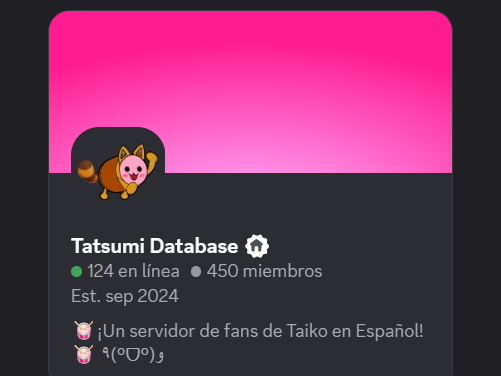 Tatsumi Database
124 en línea 450 miembros
Est. sep 2024
🥁 ¡Un servidor de fans de Taiko en Español!
🥁 ٩(ºᗜº)و